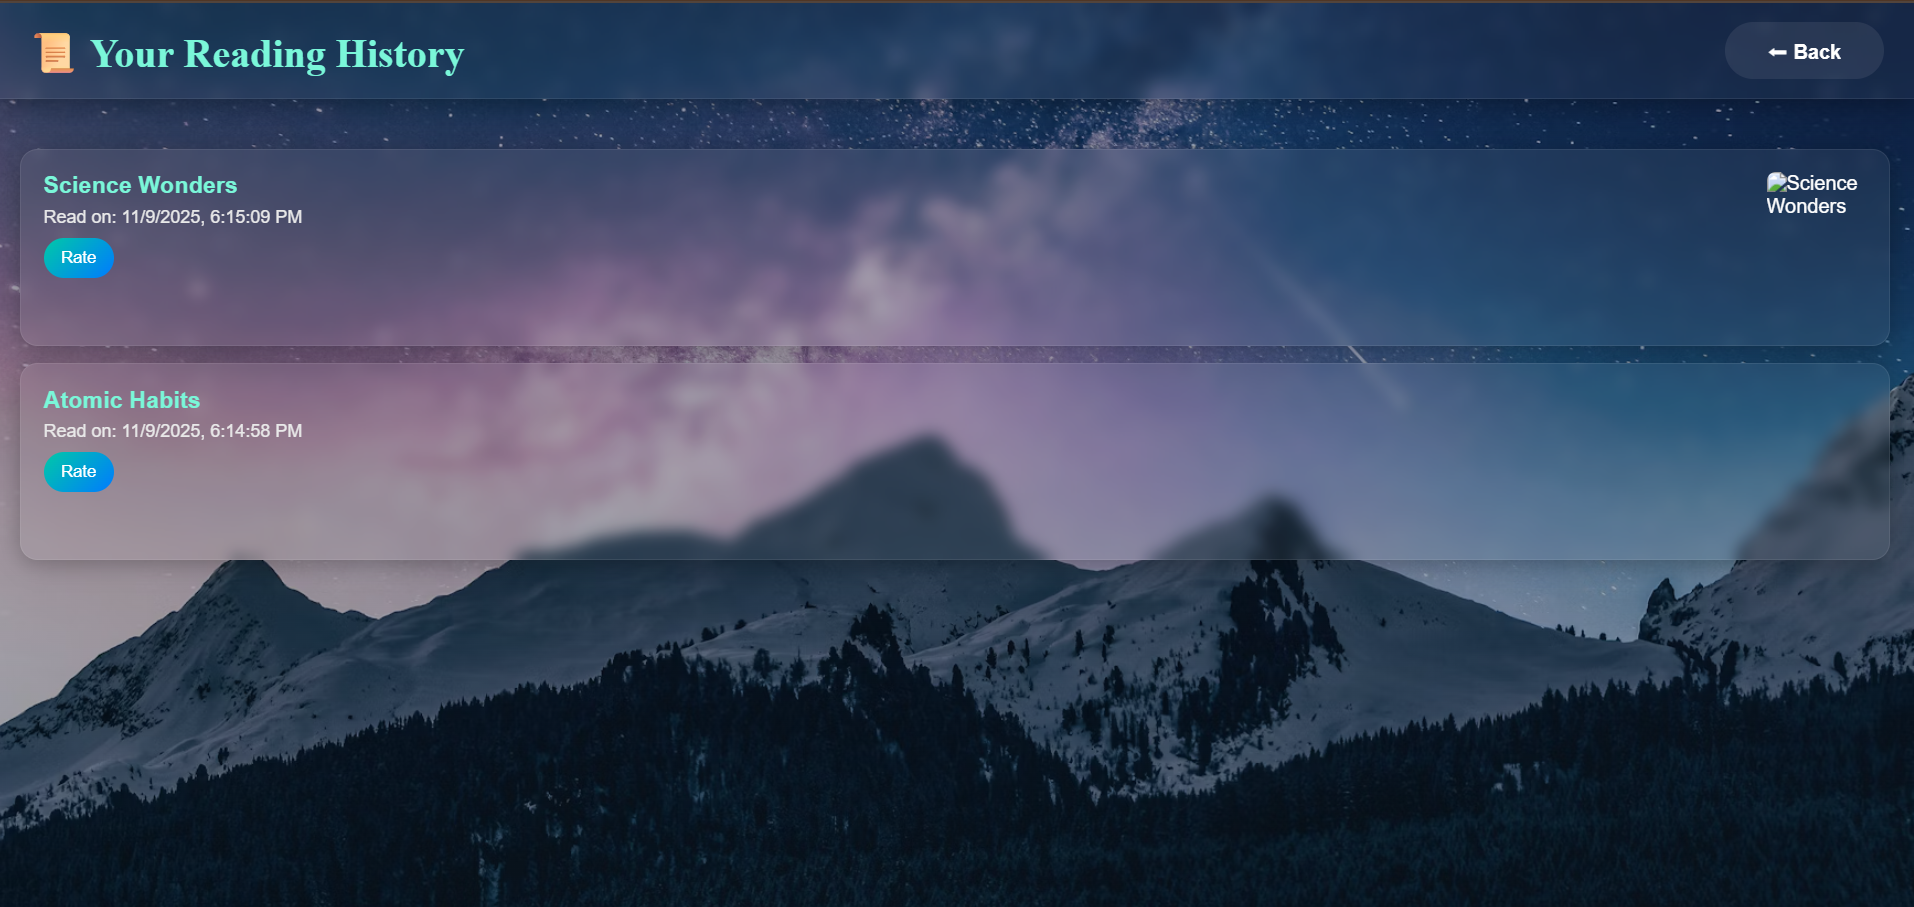 Your Reading History
⬅ Back
Science Wonders
Read on: 11/9/2025, 6:15:09 PM
Rate
Science
Wonders
Atomic Habits
Read on: 11/9/2025, 6:14:58 PM
Rate